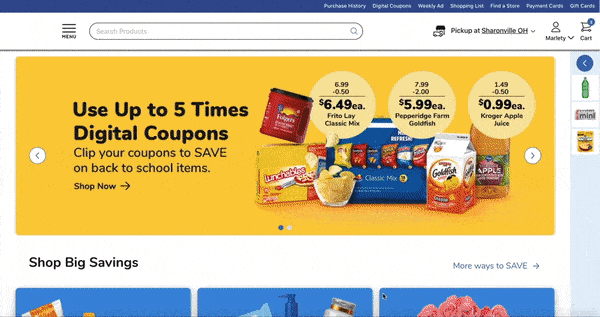 Purchase History Digital Coupons Weekly Ad Shopping List Find a Store Payment Cards Gift Cards
MENU
Search Products
Pickup at Sharonville OH
Marlety
Cart
Use Up to 5 Times
Digital Coupons
Clip your coupons to SAVE
on back to school items.
Shop Now
6.99
-0.50
$6.49ea.
Frito Lay
Classic Mix
7.99
-2.00
$5.99ea.
Pepperidge Farm
Goldfish
1.49
-0.50
$0.99ea.
Kroger Apple
Juice
Folgers
Lunchables
Classic Mix
Goldfish
APPLE
mini
Shop Big Savings
More ways to SAVE